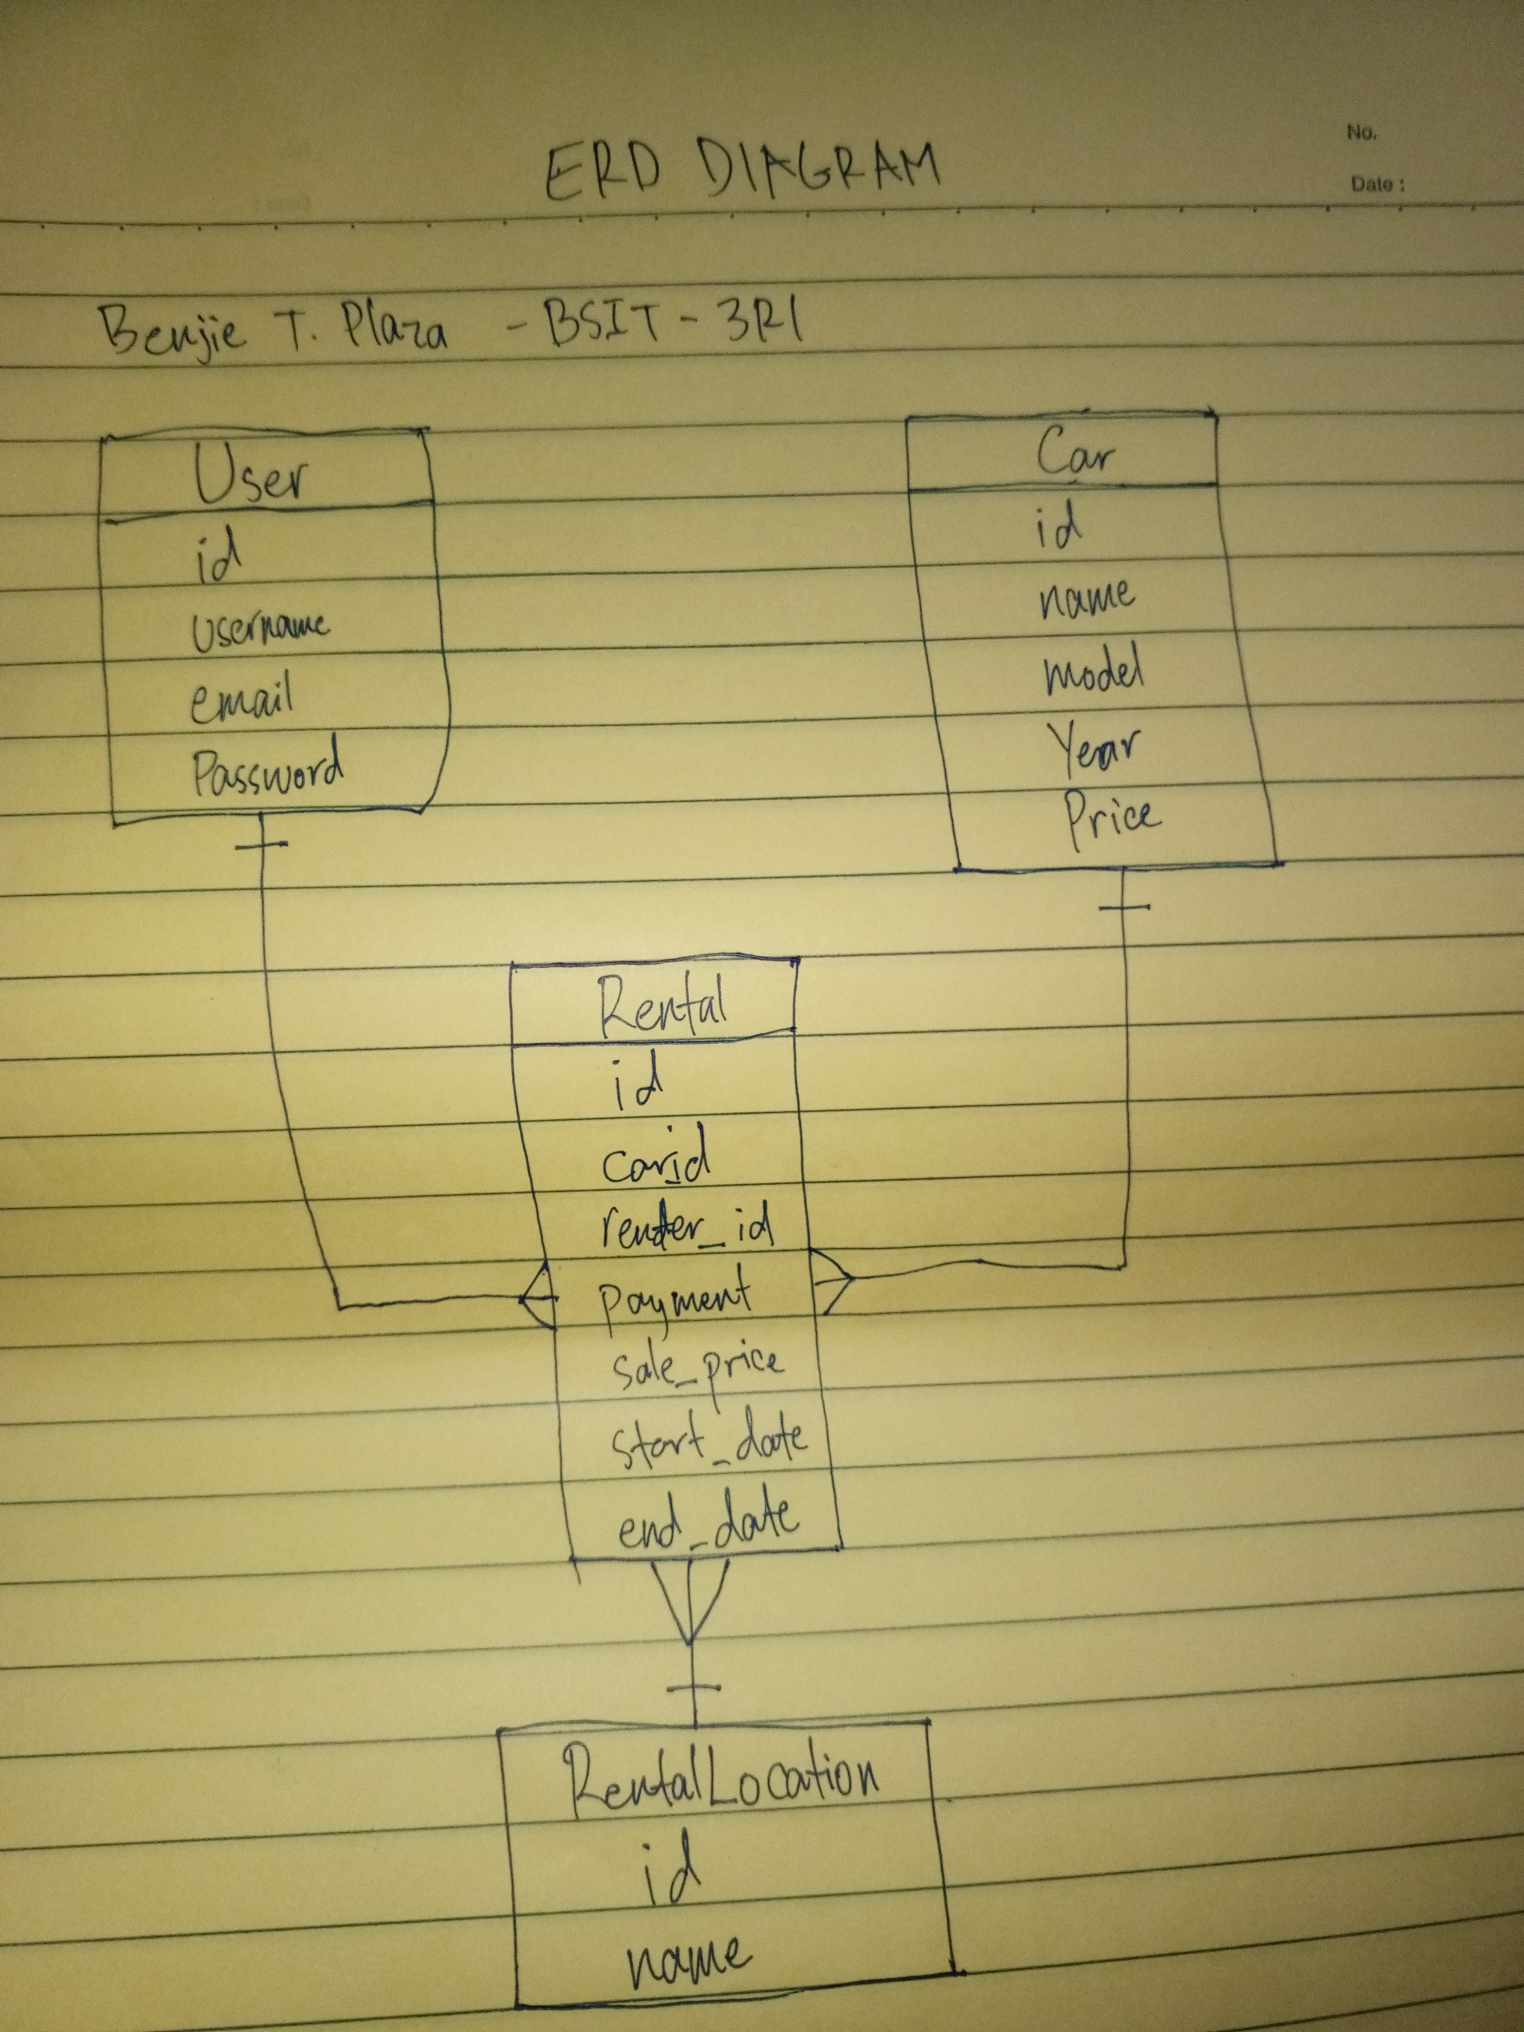 No.
ERD DIAGRAM
Date :
Benjie T. Plaza - BSIT - 3R1
User
id
username
email
Password
Car
id
name
model
Year
Price
Rental
id
car_id
render_id
payment
sale_price
start_date
end_date
RentalLocation
id
name